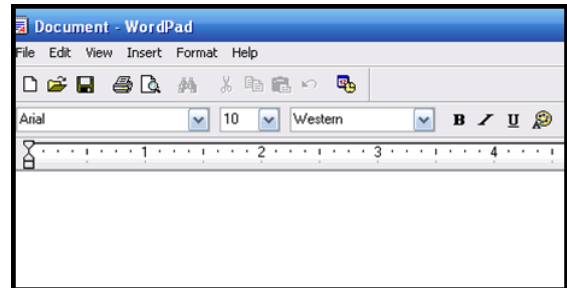 Document - WordPad
File Edit View Insert Format Help
Arial 10 Western B / U
1 2 3 4